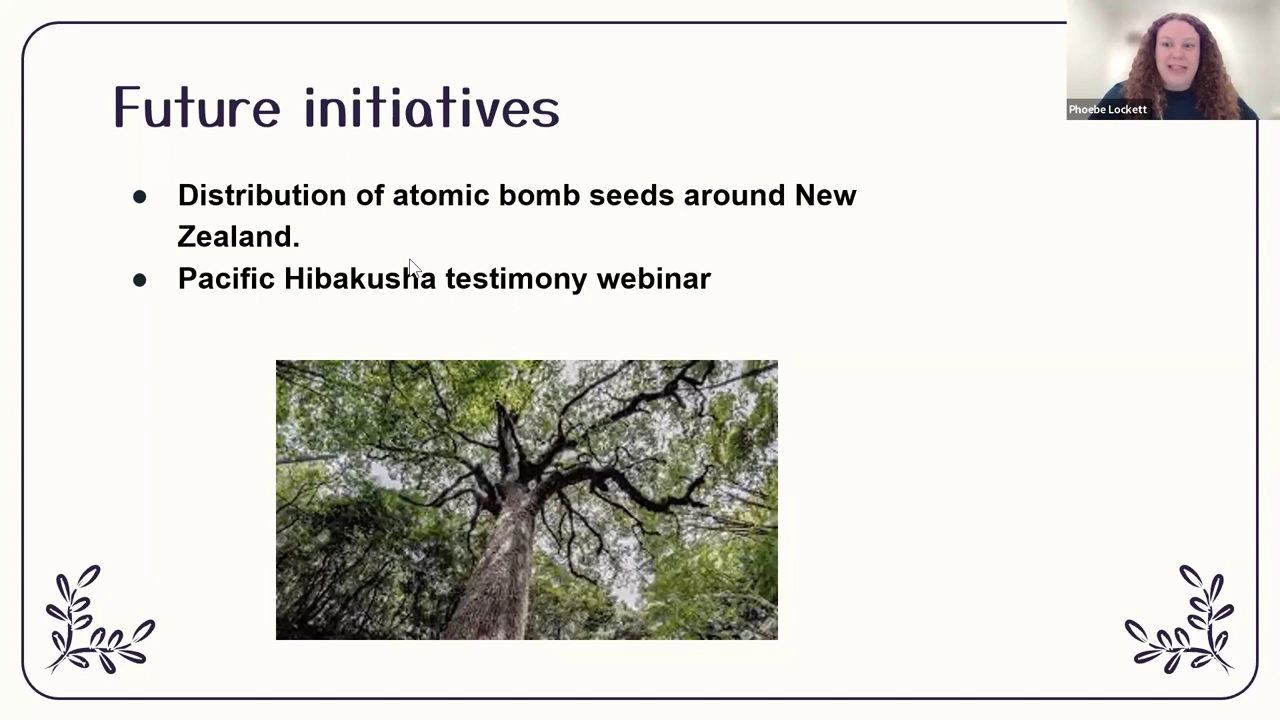 Future initiatives
Phoebe Lockett
● Distribution of atomic bomb seeds around New
Zealand.
● Pacific Hibakusha testimony webinar